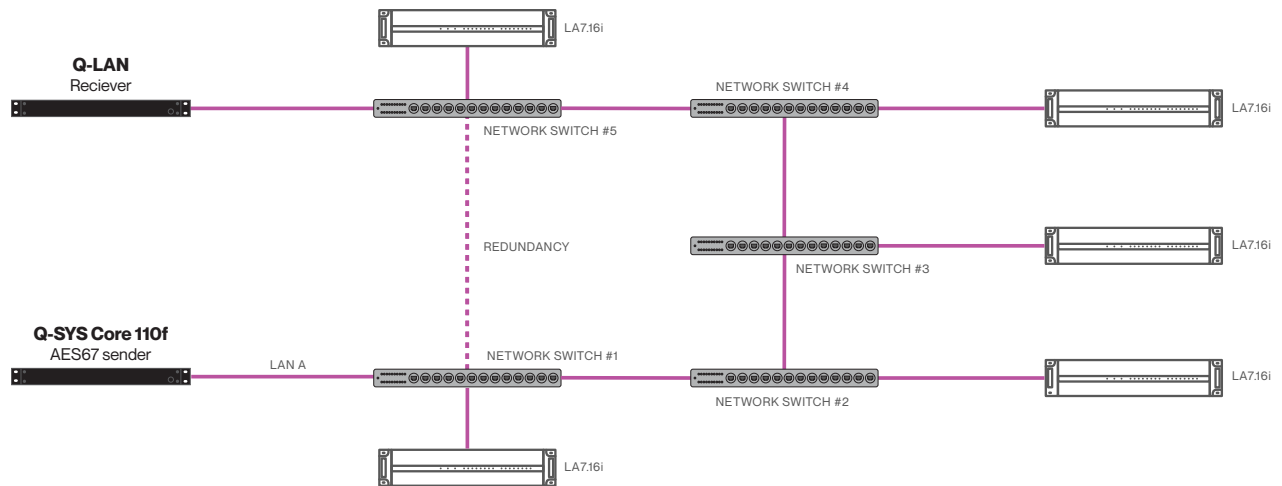 LA7.16i
Q-LAN
Reciever
NETWORK SWITCH #4
LA7.16i
NETWORK SWITCH #5
REDUNDANCY
LA7.16i
NETWORK SWITCH #3
Q-SYS Core 110f
AES67 sender
LAN A
NETWORK SWITCH #1
LA7.16i
NETWORK SWITCH #2
LA7.16i